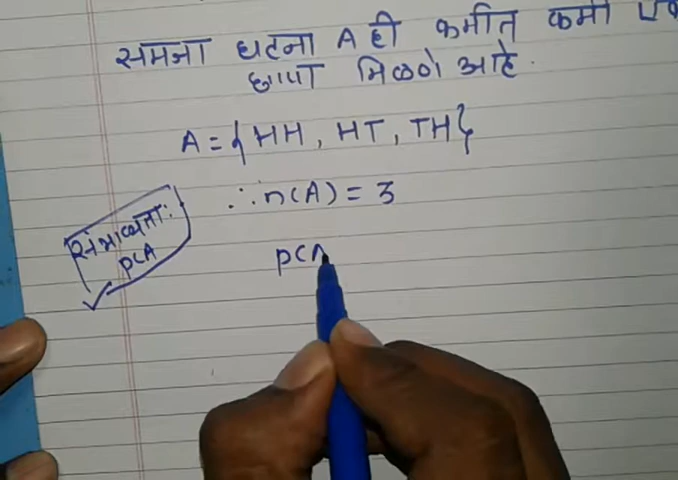 समजा घटना A ही कमीत कमी एक
छापा मिळणे आहे.
A = { HH, HT, TH}
∴ n(A) = 3
संभाव्यता:
P(A
P(A